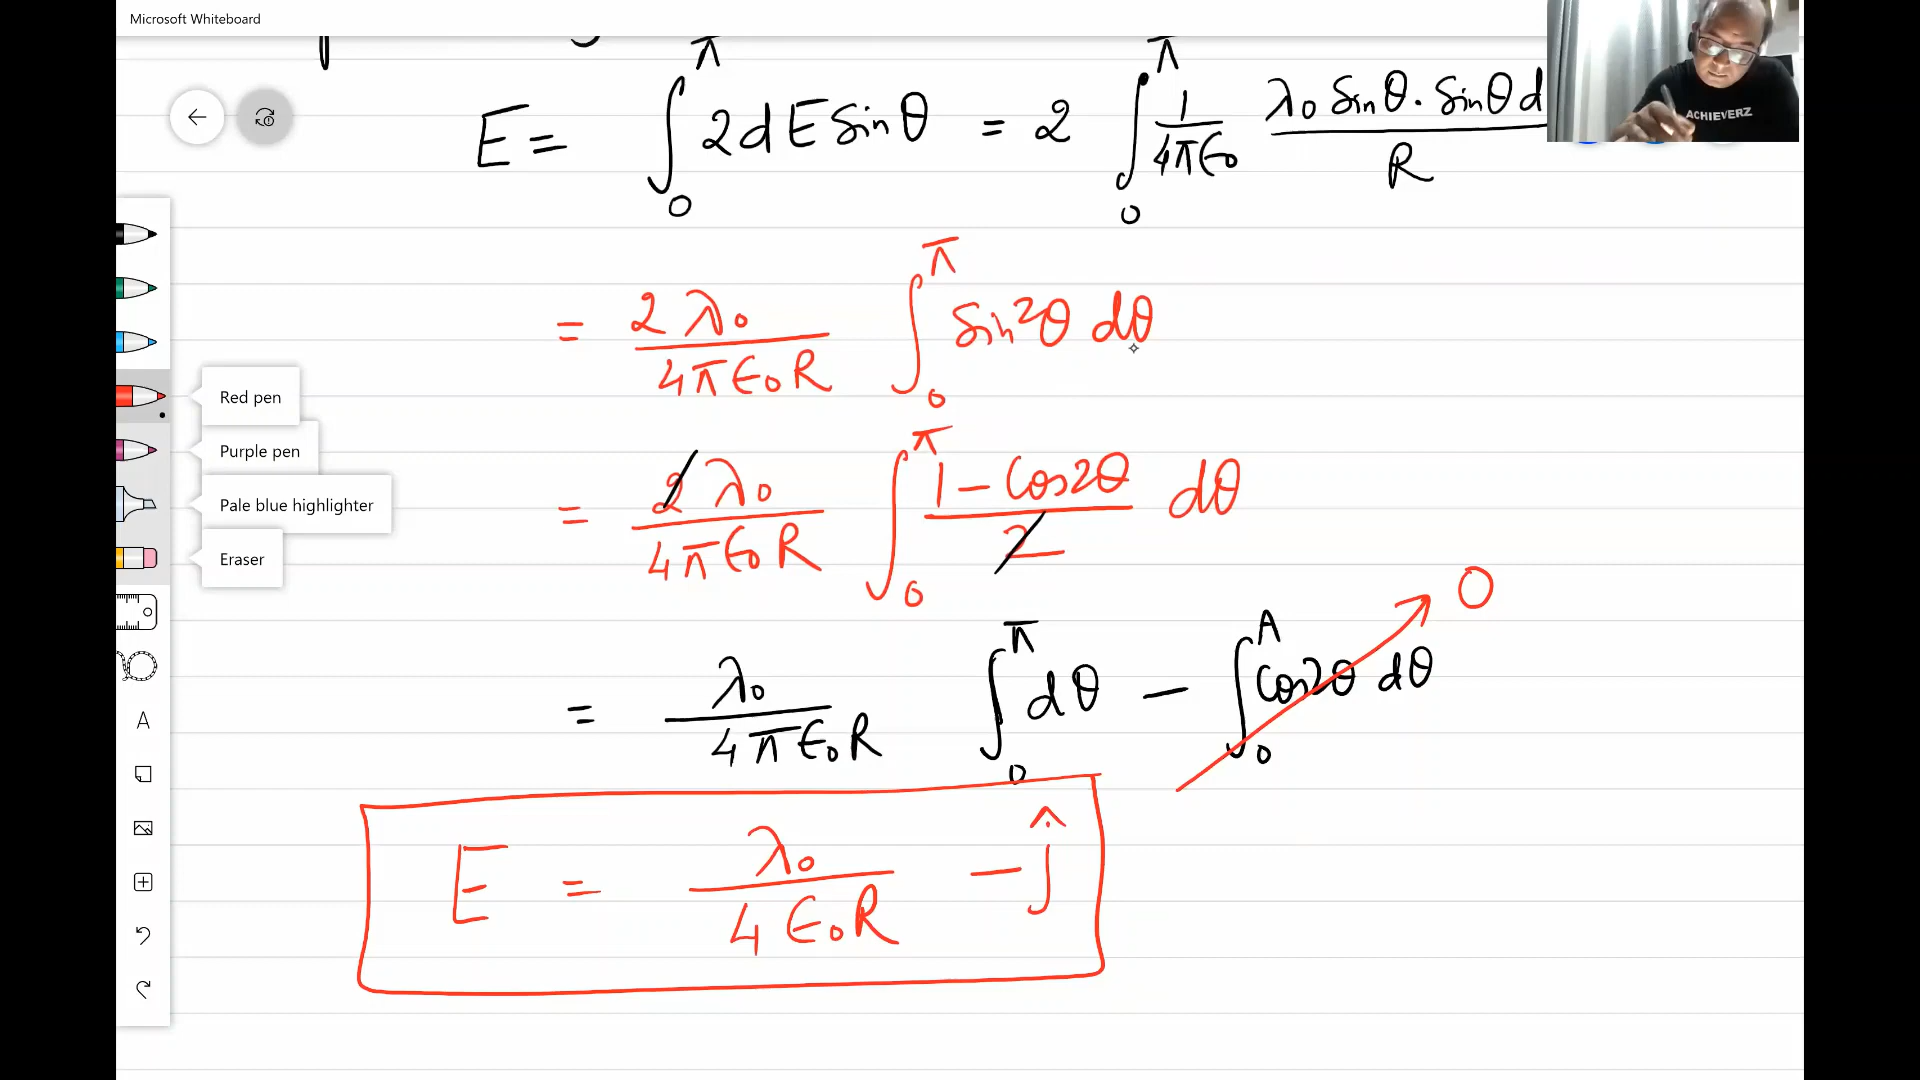 Microsoft Whiteboard
E = ∫₀^π 2dE sinθ = 2 ∫₀^π 1/4πϵ₀ λ₀ sinθ · sinθ d / R
ACHIEVERZ
= 2λ₀/4πϵ₀R ∫₀^π sin²θ dθ
Red pen
Purple pen
= 2λ₀/4πϵ₀R ∫₀^π 1 - Cos2θ/2 dθ
Pale blue highlighter
Eraser
0
= λ₀/4πϵ₀R ∫₀^π dθ - ∫₀^π Cos2θ dθ
A
E = λ₀/4ϵ₀R - ĵ